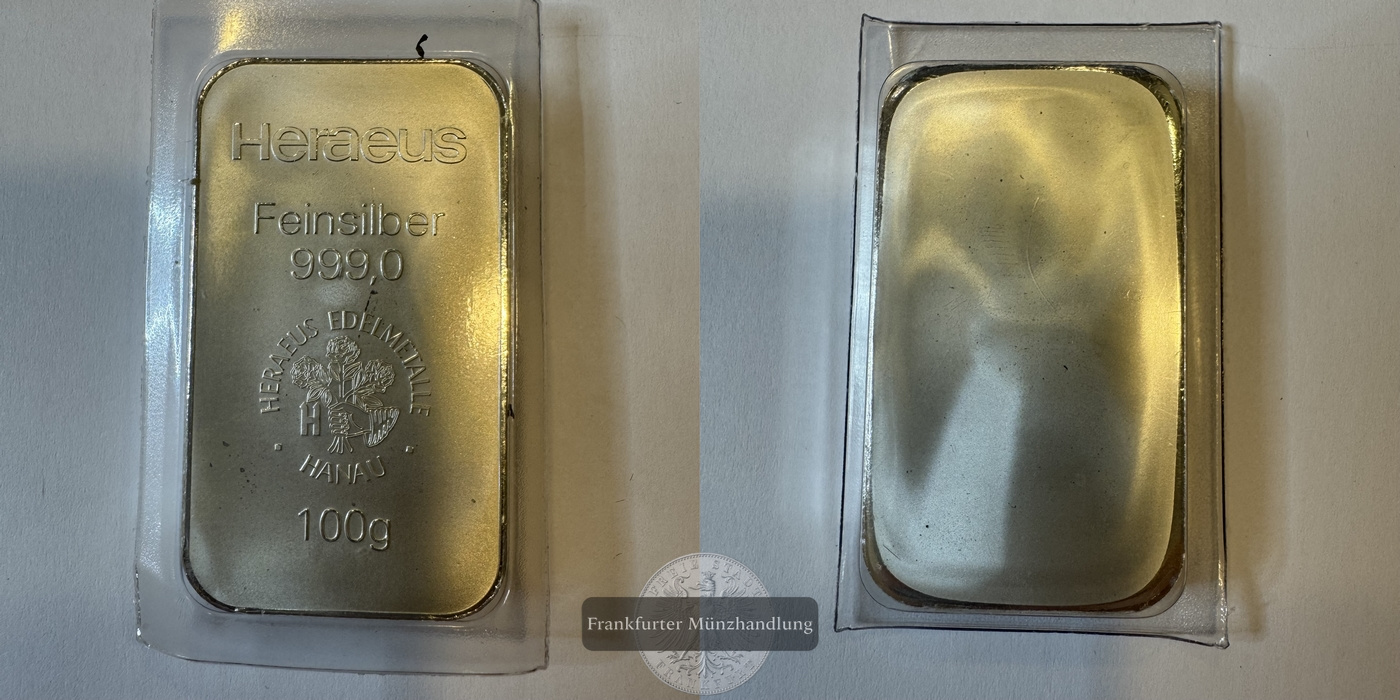 Heraeus
Feinsilber
999,0
HERAEUS EDELMETALLE
H
HANAU
100g
Frankfurter Münzhandlung